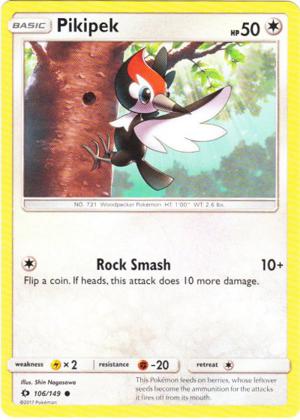 BASIC Pikipek HP 50
NO. 731 Woodpecker Pokémon HT: 1'00" WT: 2.6 lbs.
Rock Smash 10+
Flip a coin. If heads, this attack does 10 more damage.
weakness × 2 resistance -20 retreat
Illus. Shin Nagasawa
106/149
©2017 Pokémon
This Pokémon feeds on berries, whose leftover
seeds become the ammunition for the attacks
it fires off from its mouth.